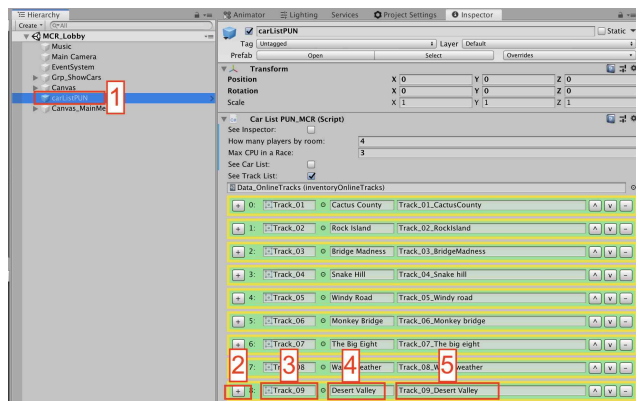 Hierarchy
Create
All
MCR_Lobby
Music
Main Camera
EventSystem
Grp_ShowCars
Canvas
carListPUN
Canvas_MainMe
1
Animator Lighting Services Project Settings Inspector
carListPUN Static
Tag Untagged Layer Default
Prefab Open Select Overrides
Transform
Position X 0 Y 0 Z 0
Rotation X 0 Y 0 Z 0
Scale X 1 Y 1 Z 1
Car List PUN_MCR (Script)
See Inspector:
How many players by room: 4
Max CPU in a Race: 3
See Car List:
See Track List:
Data_OnlineTracks (inventoryOnlineTracks)
+ 0: Track_01 Cactus County Track_01_CactusCounty ^ v -
+ 1: Track_02 Rock Island Track_02_RockIsland ^ v -
+ 2: Track_03 Bridge Madness Track_03_BridgeMadness ^ v -
+ 3: Track_04 Snake Hill Track_04_Snake hill ^ v -
+ 4: Track_05 Windy Road Track_05_Windy road ^ v -
+ 5: Track_06 Monkey Bridge Track_06_Monkey bridge ^ v -
+ 6: Track_07 The Big Eight Track_07_The big eight ^ v -
7: 08 eather Track_08_W eather ^ v -
2 3 4 5
+ 8: Track_09 Desert Valley Track_09_Desert Valley ^ v -